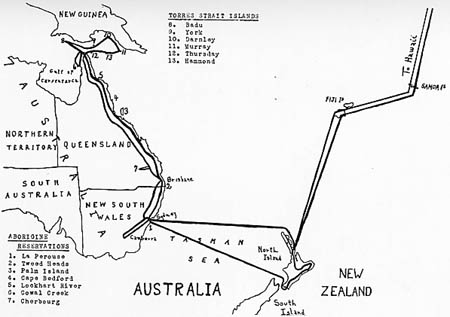 NEW GUINEA
TORRES STRAIT ISLANDS
8. Badu
9. York
10. Darnley
11. Murray
12. Thursday
13. Hammond
8
10
9
11
12
13
Gulf of
Carpentaria
To Hawaii
SAMOA Is
FIJI Is
5
4
AUSTRALIA
NORTHERN
TERRITORY
QUEENSLAND
7
Brisbane
2
SOUTH
AUSTRALIA
NEW SOUTH
WALES
Sydney
1
Canberra
TASMAN
SEA
North
Island
NEW
ZEALAND
South
Island
AUSTRALIA
ABORIGINE
RESERVATIONS
1. La Perouse
2. Tweed Heads
3. Palm Island
4. Cape Bedford
5. Lockhart River
6. Cowal Creek
7. Cherbourg